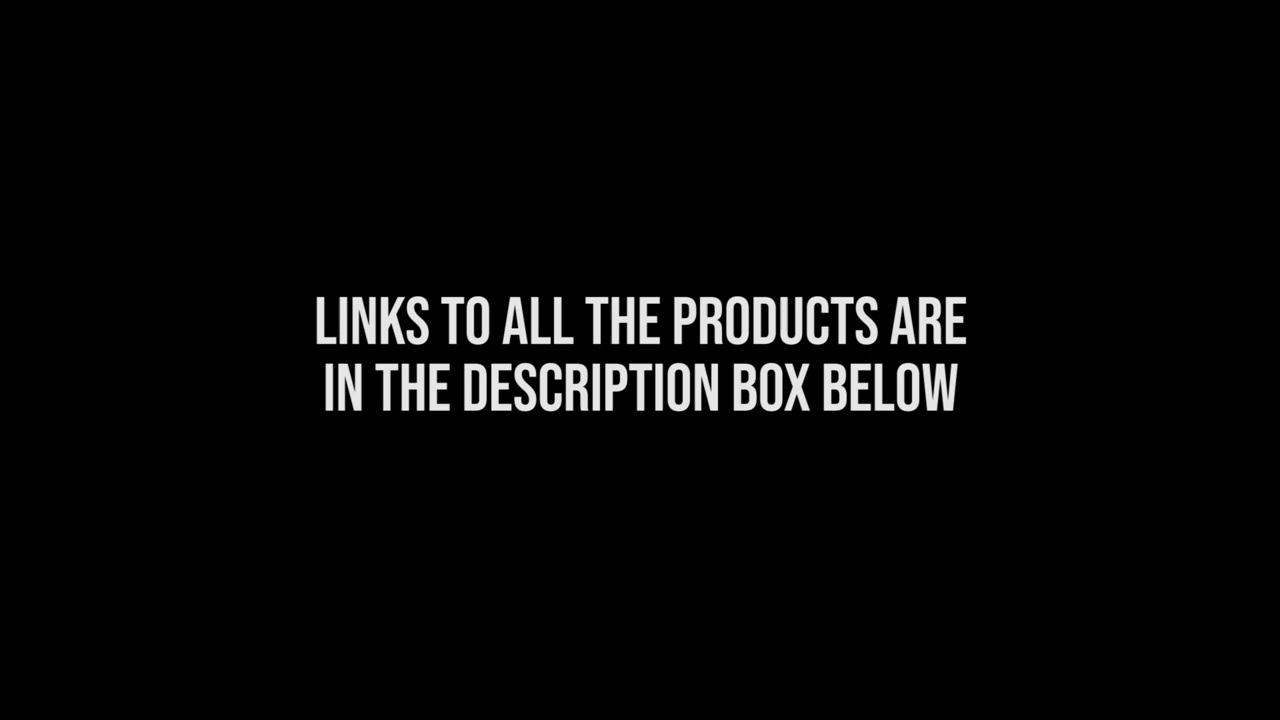 LINKS TO ALL THE PRODUCTS ARE
IN THE DESCRIPTION BOX BELOW